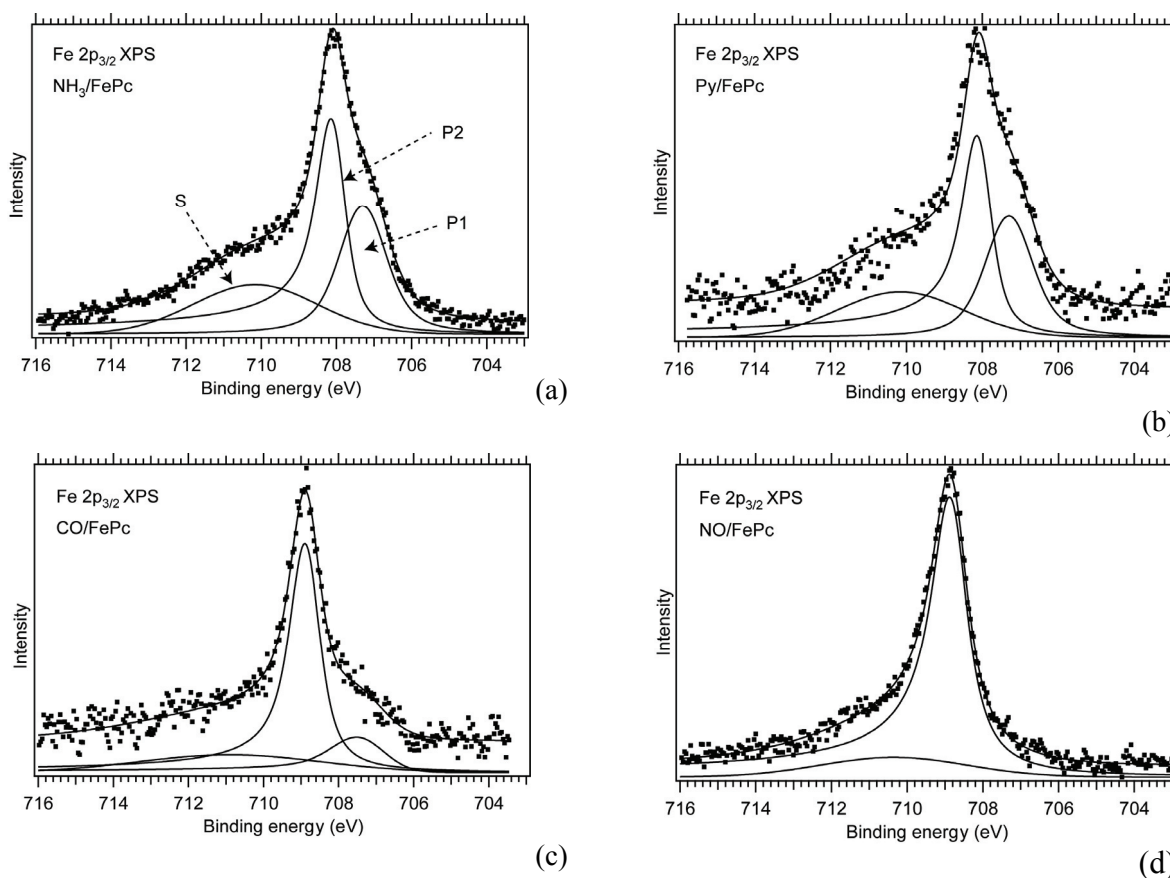 Fe 2p3/2 XPS
NH3/FePc
P2
S
P1
Intensity
716 714 712 710 708 706 704
Binding energy (eV)
(a)
Fe 2p3/2 XPS
Py/FePc
Intensity
716 714 712 710 708 706 704
Binding energy (eV)
(b)
Fe 2p3/2 XPS
CO/FePc
Intensity
716 714 712 710 708 706 704
Binding energy (eV)
(c)
Fe 2p3/2 XPS
NO/FePc
Intensity
716 714 712 710 708 706 704
Binding energy (eV)
(d)